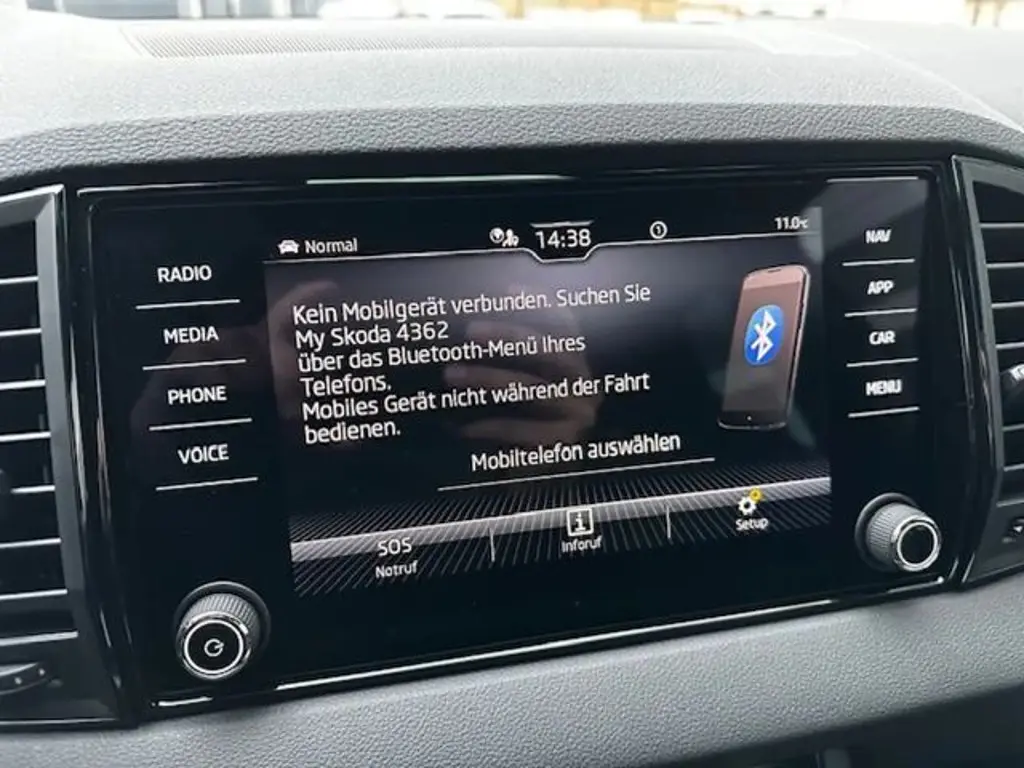 Normal
14:38
1
11.0°C
RADIO
MEDIA
PHONE
VOICE
NAV
APP
CAR
MENU
Kein Mobilgerät verbunden. Suchen Sie
My Skoda 4362
über das Bluetooth-Menü Ihres
Telefons.
Mobiles Gerät nicht während der Fahrt
bedienen.
Mobiltelefon auswählen
SOS
Notruf
i
Inforuf
Setup